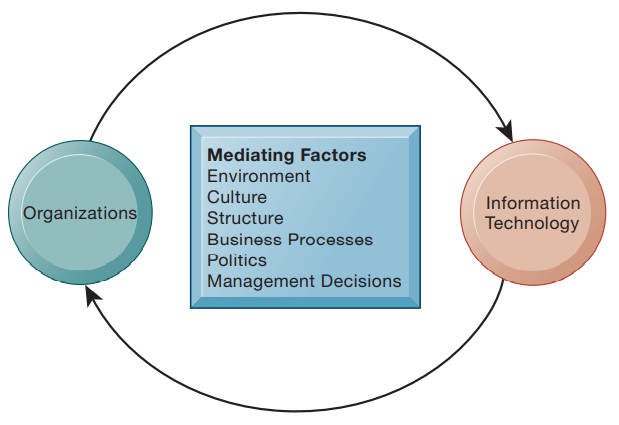 Organizations
Mediating Factors
Environment
Culture
Structure
Business Processes
Politics
Management Decisions
Information
Technology